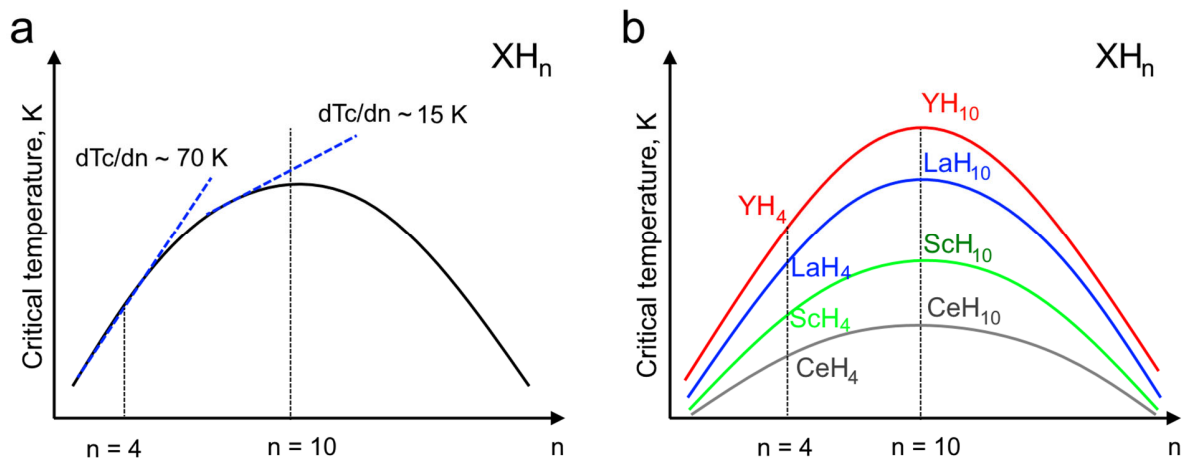 a
XHₙ
Critical temperature, K
dTc/dn ~ 15 K
dTc/dn ~ 70 K
n = 4
n = 10
n
b
XHₙ
Critical temperature, K
YH₁₀
LaH₁₀
YH₄
ScH₁₀
LaH₄
CeH₁₀
ScH₄
CeH₄
n = 4
n = 10
n